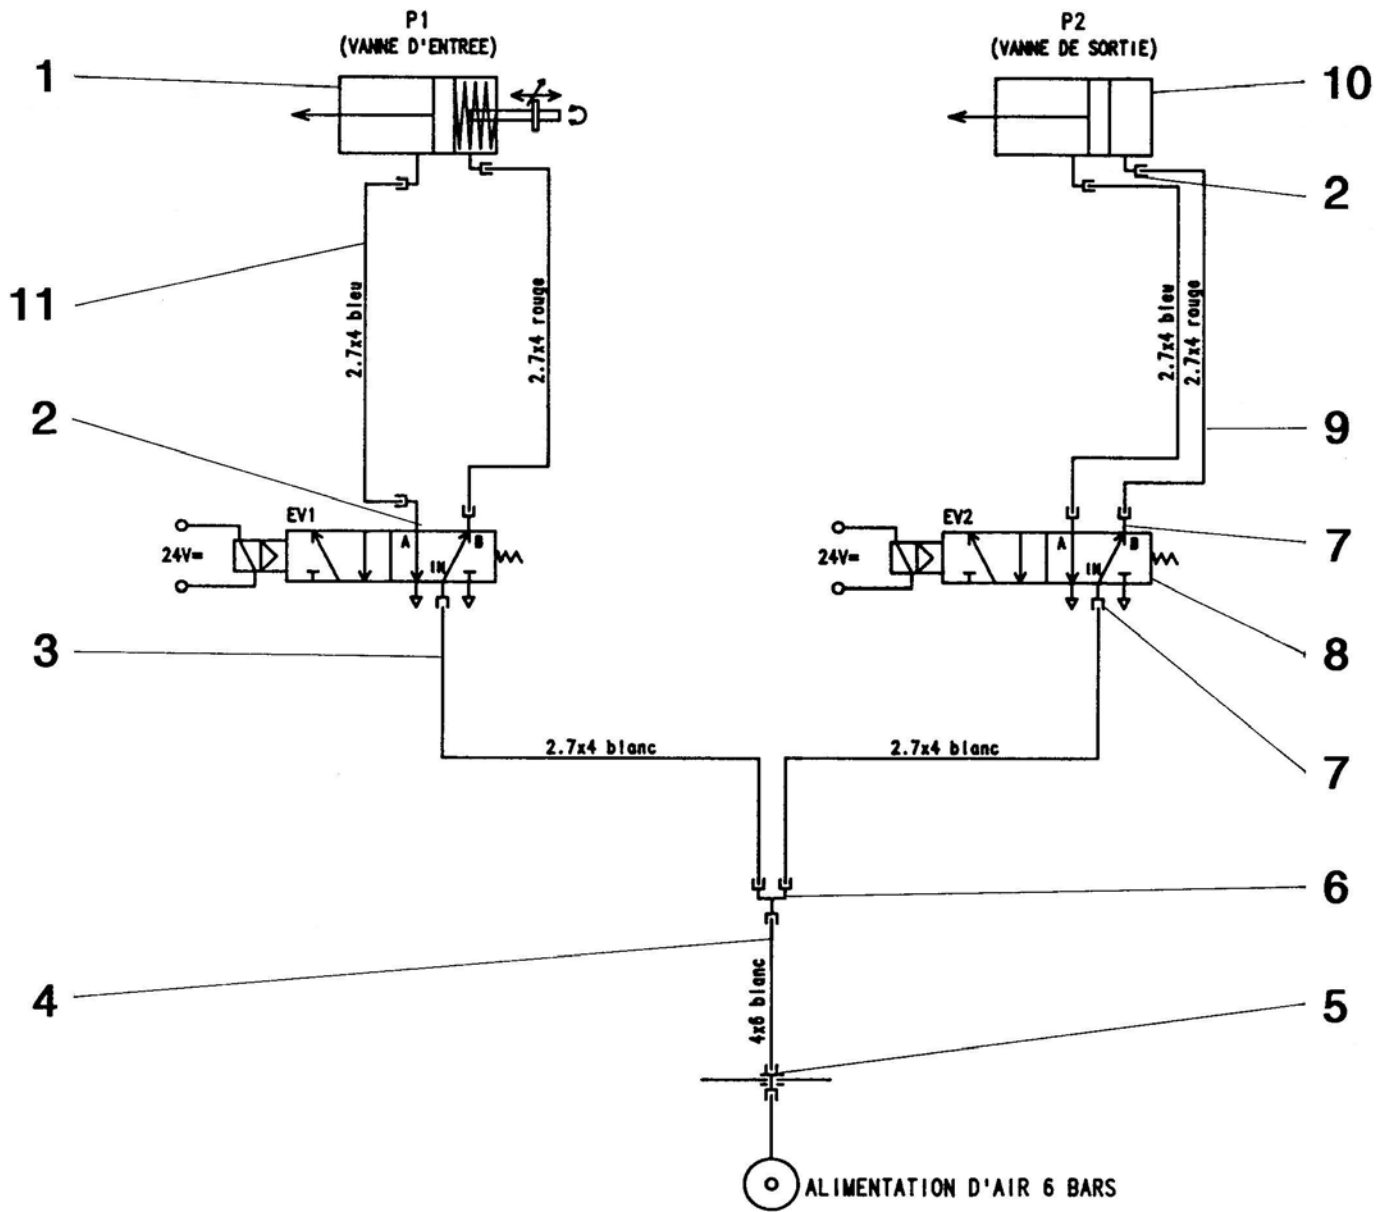 P1
(VANNE D'ENTREE)
P2
(VANNE DE SORTIE)
1
10
2
11
2.7x4 bleu
2.7x4 rouge
2.7x4 bleu
2.7x4 rouge
2
9
EV1
A
B
IN
24V=
EV2
A
B
IN
24V=
7
3
8
2.7x4 blanc
2.7x4 blanc
7
6
4
4x6 blanc
5
ALIMENTATION D'AIR 6 BARS